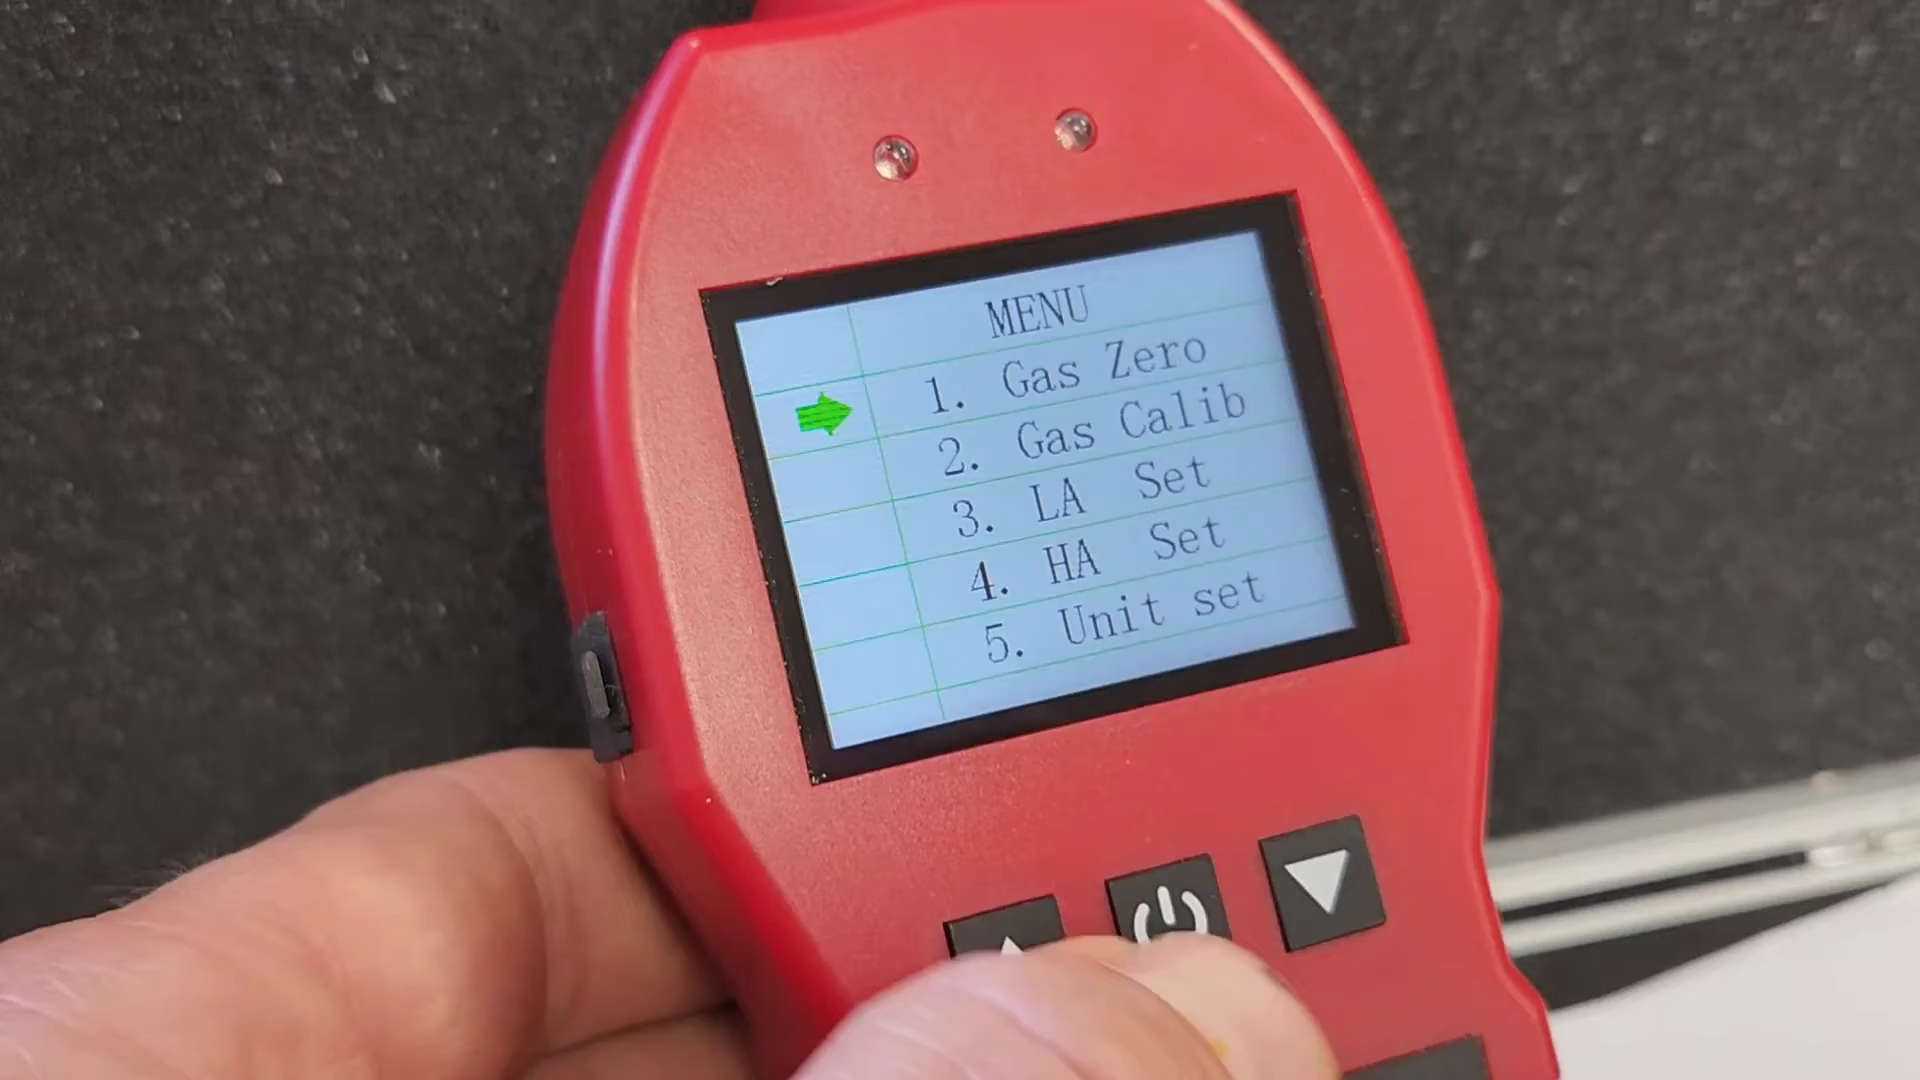 MENU
1. Gas Zero
2. Gas Calib
3. LA Set
4. HA Set
5. Unit set